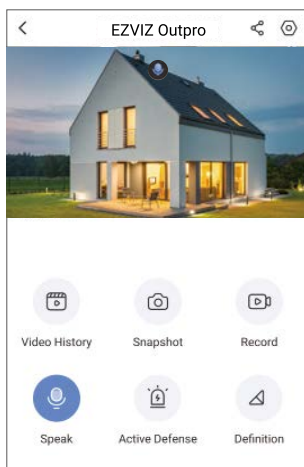 EZVIZ Outpro
Video History
Snapshot
Record
Speak
Active Defense
Definition